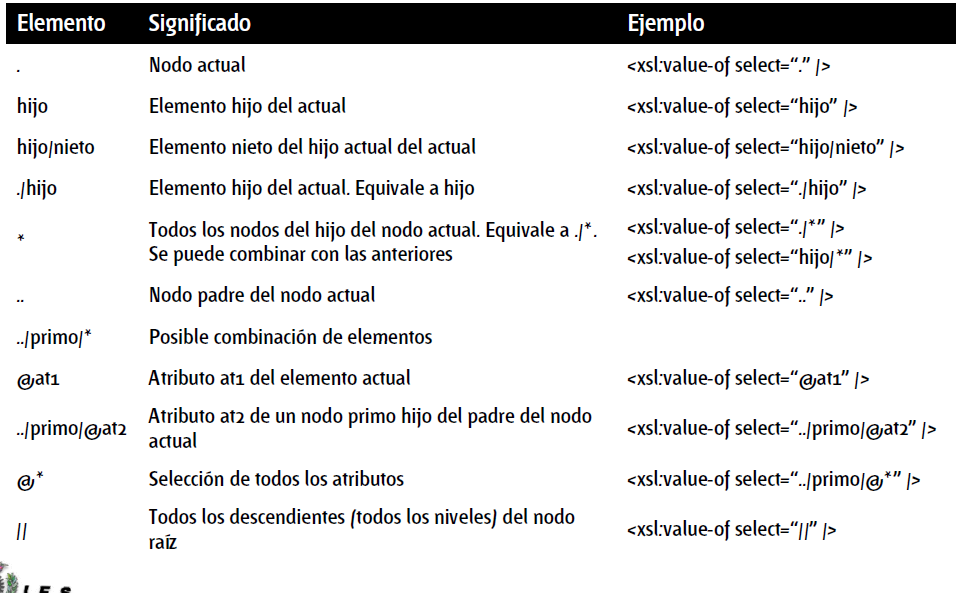 Elemento Significado Ejemplo
. Nodo actual <xsl:value-of select=“.” />
hijo Elemento hijo del actual <xsl:value-of select=“hijo” />
hijo/nieto Elemento nieto del hijo actual del actual <xsl:value-of select=“hijo/nieto” />
./hijo Elemento hijo del actual. Equivale a hijo <xsl:value-of select=“./hijo” />
* Todos los nodos del hijo del nodo actual. Equivale a ./*. <xsl:value-of select=“./*” />
Se puede combinar con las anteriores <xsl:value-of select=“hijo/*” />
.. Nodo padre del nodo actual <xsl:value-of select=“..” />
../primo/* Posible combinación de elementos
@at1 Atributo at1 del elemento actual <xsl:value-of select=“@at1” />
../primo/@at2 Atributo at2 de un nodo primo hijo del padre del nodo <xsl:value-of select=“../primo/@at2” />
actual
@* Selección de todos los atributos <xsl:value-of select=“../primo/@*” />
// Todos los descendientes (todos los niveles) del nodo <xsl:value-of select=“//” />
raíz
I. E. S.